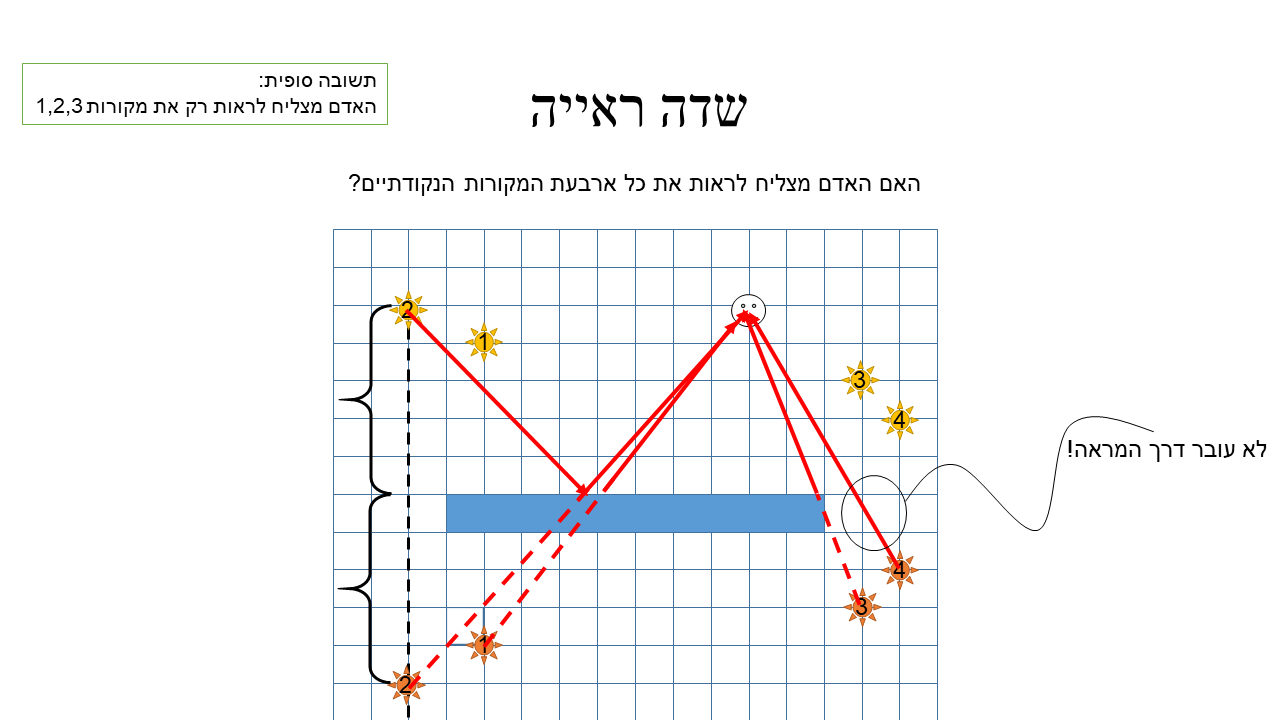 תשובה סופית:
האדם מצליח לראות רק את מקורות 1,2,3
שדה ראייה
האם האדם מצליח לראות את כל ארבעת המקורות הנקודתיים?
2
1
3
4
לא עובר דרך המראה!
4
3
1
2